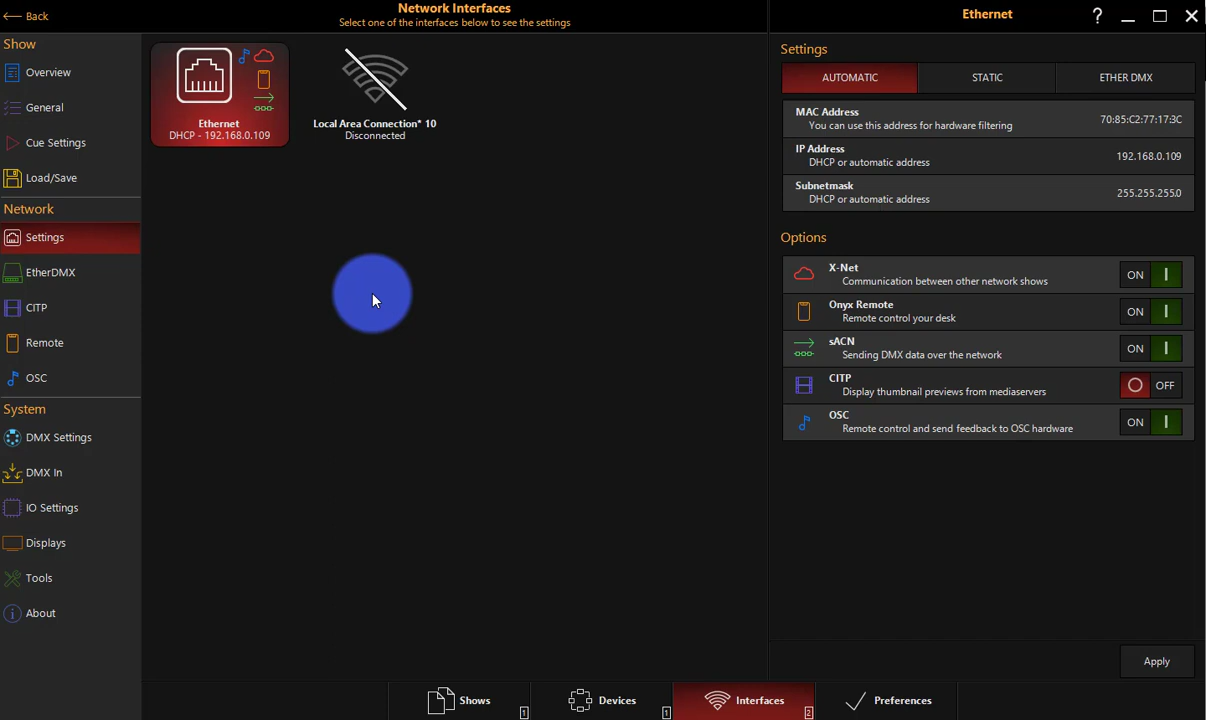 Back
Network Interfaces
Select one of the interfaces below to see the settings
Ethernet
?
Show
Overview
General
Cue Settings
Load/Save
Network
Settings
EtherDMX
CITP
Remote
OSC
System
DMX Settings
DMX In
IO Settings
Displays
Tools
About
Ethernet
DHCP - 192.168.0.109
Local Area Connection* 10
Disconnected
Settings
AUTOMATIC STATIC ETHER DMX
MAC Address
You can use this address for hardware filtering
70:85:C2:77:17:3C
IP Address
DHCP or automatic address
192.168.0.109
Subnetmask
DHCP or automatic address
255.255.255.0
Options
X-Net
Communication between other network shows
ON
Onyx Remote
Remote control your desk
ON
sACN
Sending DMX data over the network
ON
CITP
Display thumbnail previews from mediaservers
OFF
OSC
Remote control and send feedback to OSC hardware
ON
Apply
Shows 1
Devices 1
Interfaces 2
Preferences